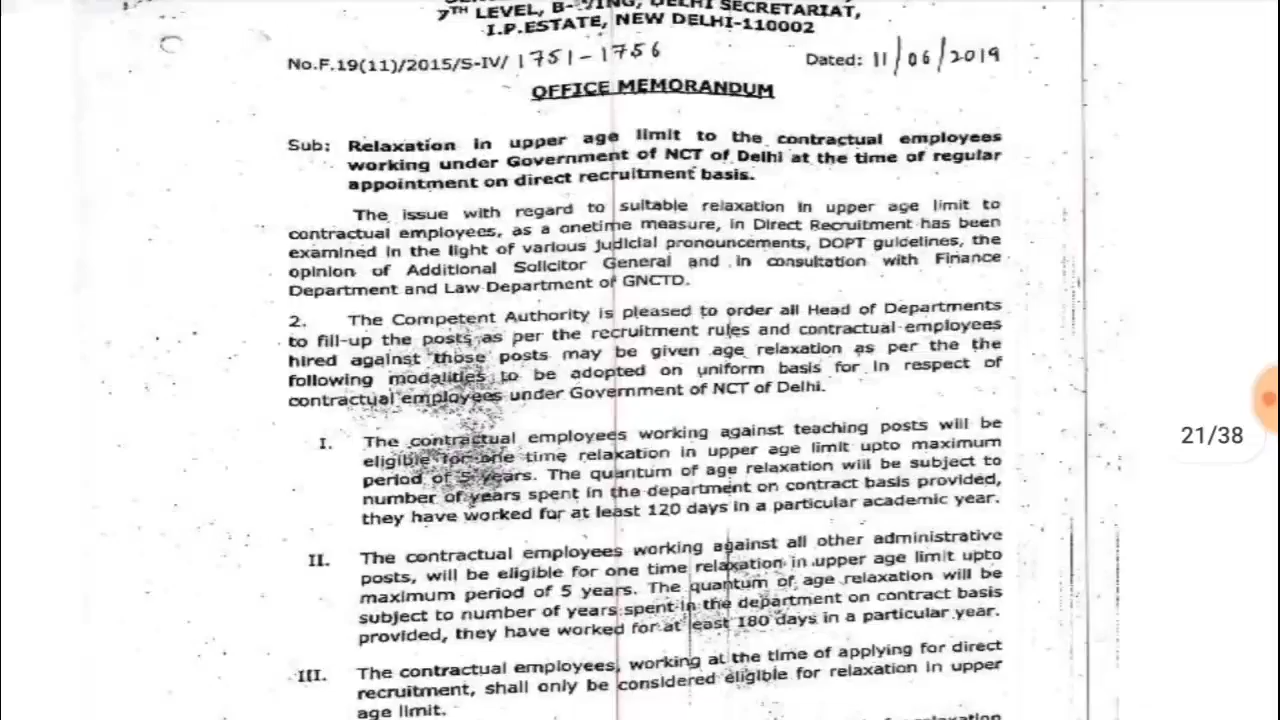 7TH LEVEL, B- WING, DELHI SECRETARIAT,
I.P.ESTATE, NEW DELHI-110002
No.F.19(11)/2015/S-IV/ 1751-1756
Dated: 11/06/2019
OFFICE MEMORANDUM
Sub: Relaxation in upper age limit to the contractual employees
working under Government of NCT of Delhi at the time of regular
appointment on direct recruitment basis.
The issue with regard to suitable relaxation in upper age limit to
contractual employees, as a onetime measure, in Direct Recruitment has been
examined in the light of various judicial pronouncements, DOPT guidelines, the
opinion of Additional Solicitor General and in consultation with Finance
Department and Law Department of GNCTD.
2. The Competent Authority is pleased to order all Head of Departments
to fill-up the posts as per the recruitment rules and contractual employees
hired against those posts may be given age relaxation as per the the
following modalities to be adopted on uniform basis for in respect of
contractual employees under Government of NCT of Delhi.
21/38
I. The contractual employees working against teaching posts will be
eligible for one time relaxation in upper age limit upto maximum
period of 5 years. The quantum of age relaxation will be subject to
number of years spent in the department on contract basis provided,
they have worked for at least 120 days in a particular academic year.
II. The contractual employees working against all other administrative
posts, will be eligible for one time relaxation in upper age limit upto
maximum period of 5 years. The quantum of age relaxation will be
subject to number of years spent in the department on contract basis
provided, they have worked for at least 180 days in a particular year.
III. The contractual employees, working at the time of applying for direct
recruitment, shall only be considered eligible for relaxation in upper
age limit.